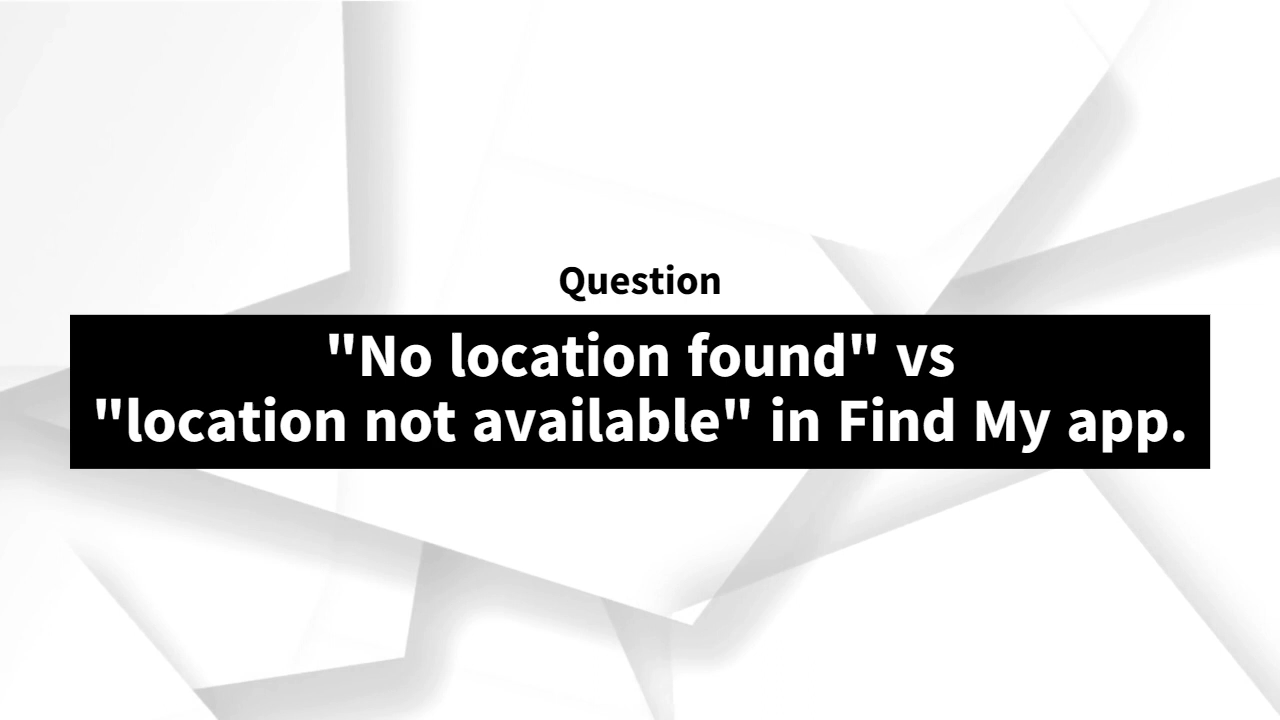 Question
"No location found" vs
"location not available" in Find My app.